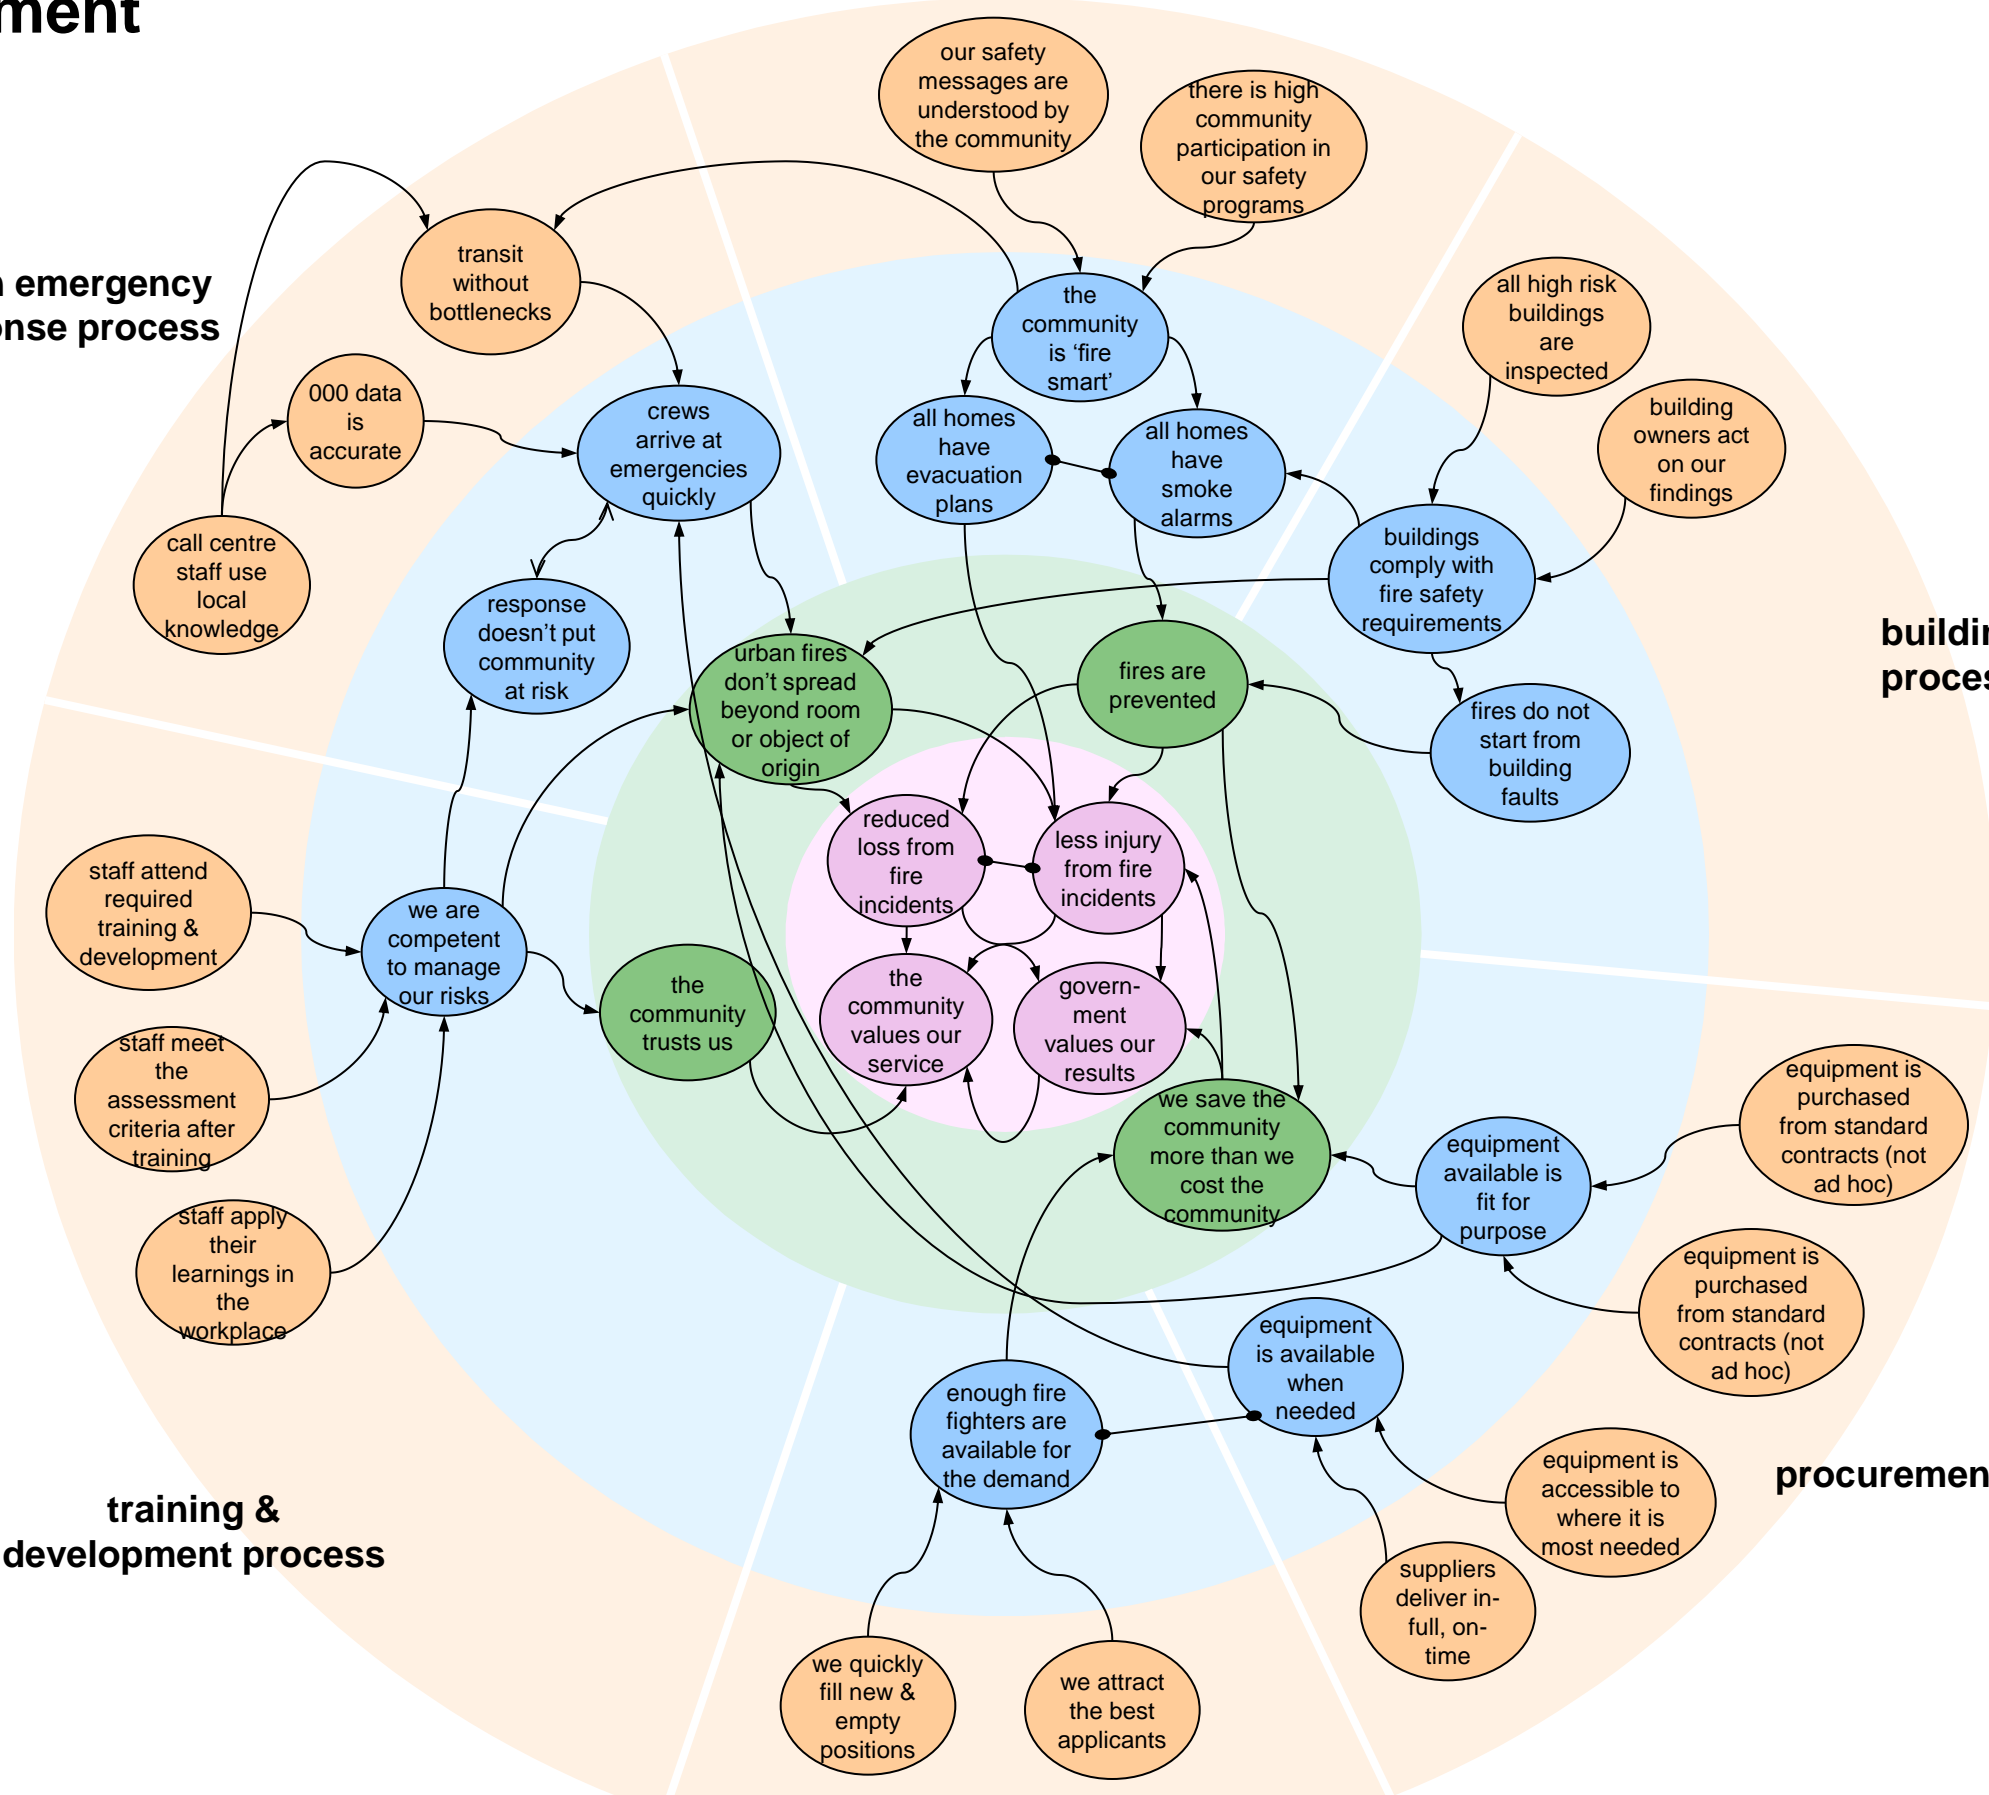 ment
our safety
messages are
understood by
the community
there is high
community
participation in
our safety
programs
transit
without
bottlenecks
emergency
onse process
all high risk
buildings
are
inspected
the
community
is ‘fire
smart’
000 data
is
accurate
crews
arrive at
emergencies
quickly
all homes
have
evacuation
plans
all homes
have
smoke
alarms
building
owners act
on our
findings
call centre
staff use
local
knowledge
buildings
comply with
fire safety
requirements
response
doesn’t put
community
at risk
urban fires
don’t spread
beyond room
or object of
origin
fires are
prevented
buildin
proces
fires do not
start from
building
faults
reduced
loss from
fire
incidents
less injury
from fire
incidents
staff attend
required
training &
development
we are
competent
to manage
our risks
the
community
trusts us
the
community
values our
service
govern-
ment
values our
results
staff meet
the
assessment
criteria after
training
we save the
community
more than we
cost the
community
equipment
available is
fit for
purpose
equipment is
purchased
from standard
contracts (not
ad hoc)
staff apply
their
learnings in
the
workplace
equipment is
purchased
from standard
contracts (not
ad hoc)
equipment
is available
when
needed
enough fire
fighters are
available for
the demand
equipment is
accessible to
where it is
most needed
procuremen
training &
development process
suppliers
deliver in-
full, on-
time
we quickly
fill new &
empty
positions
we attract
the best
applicants